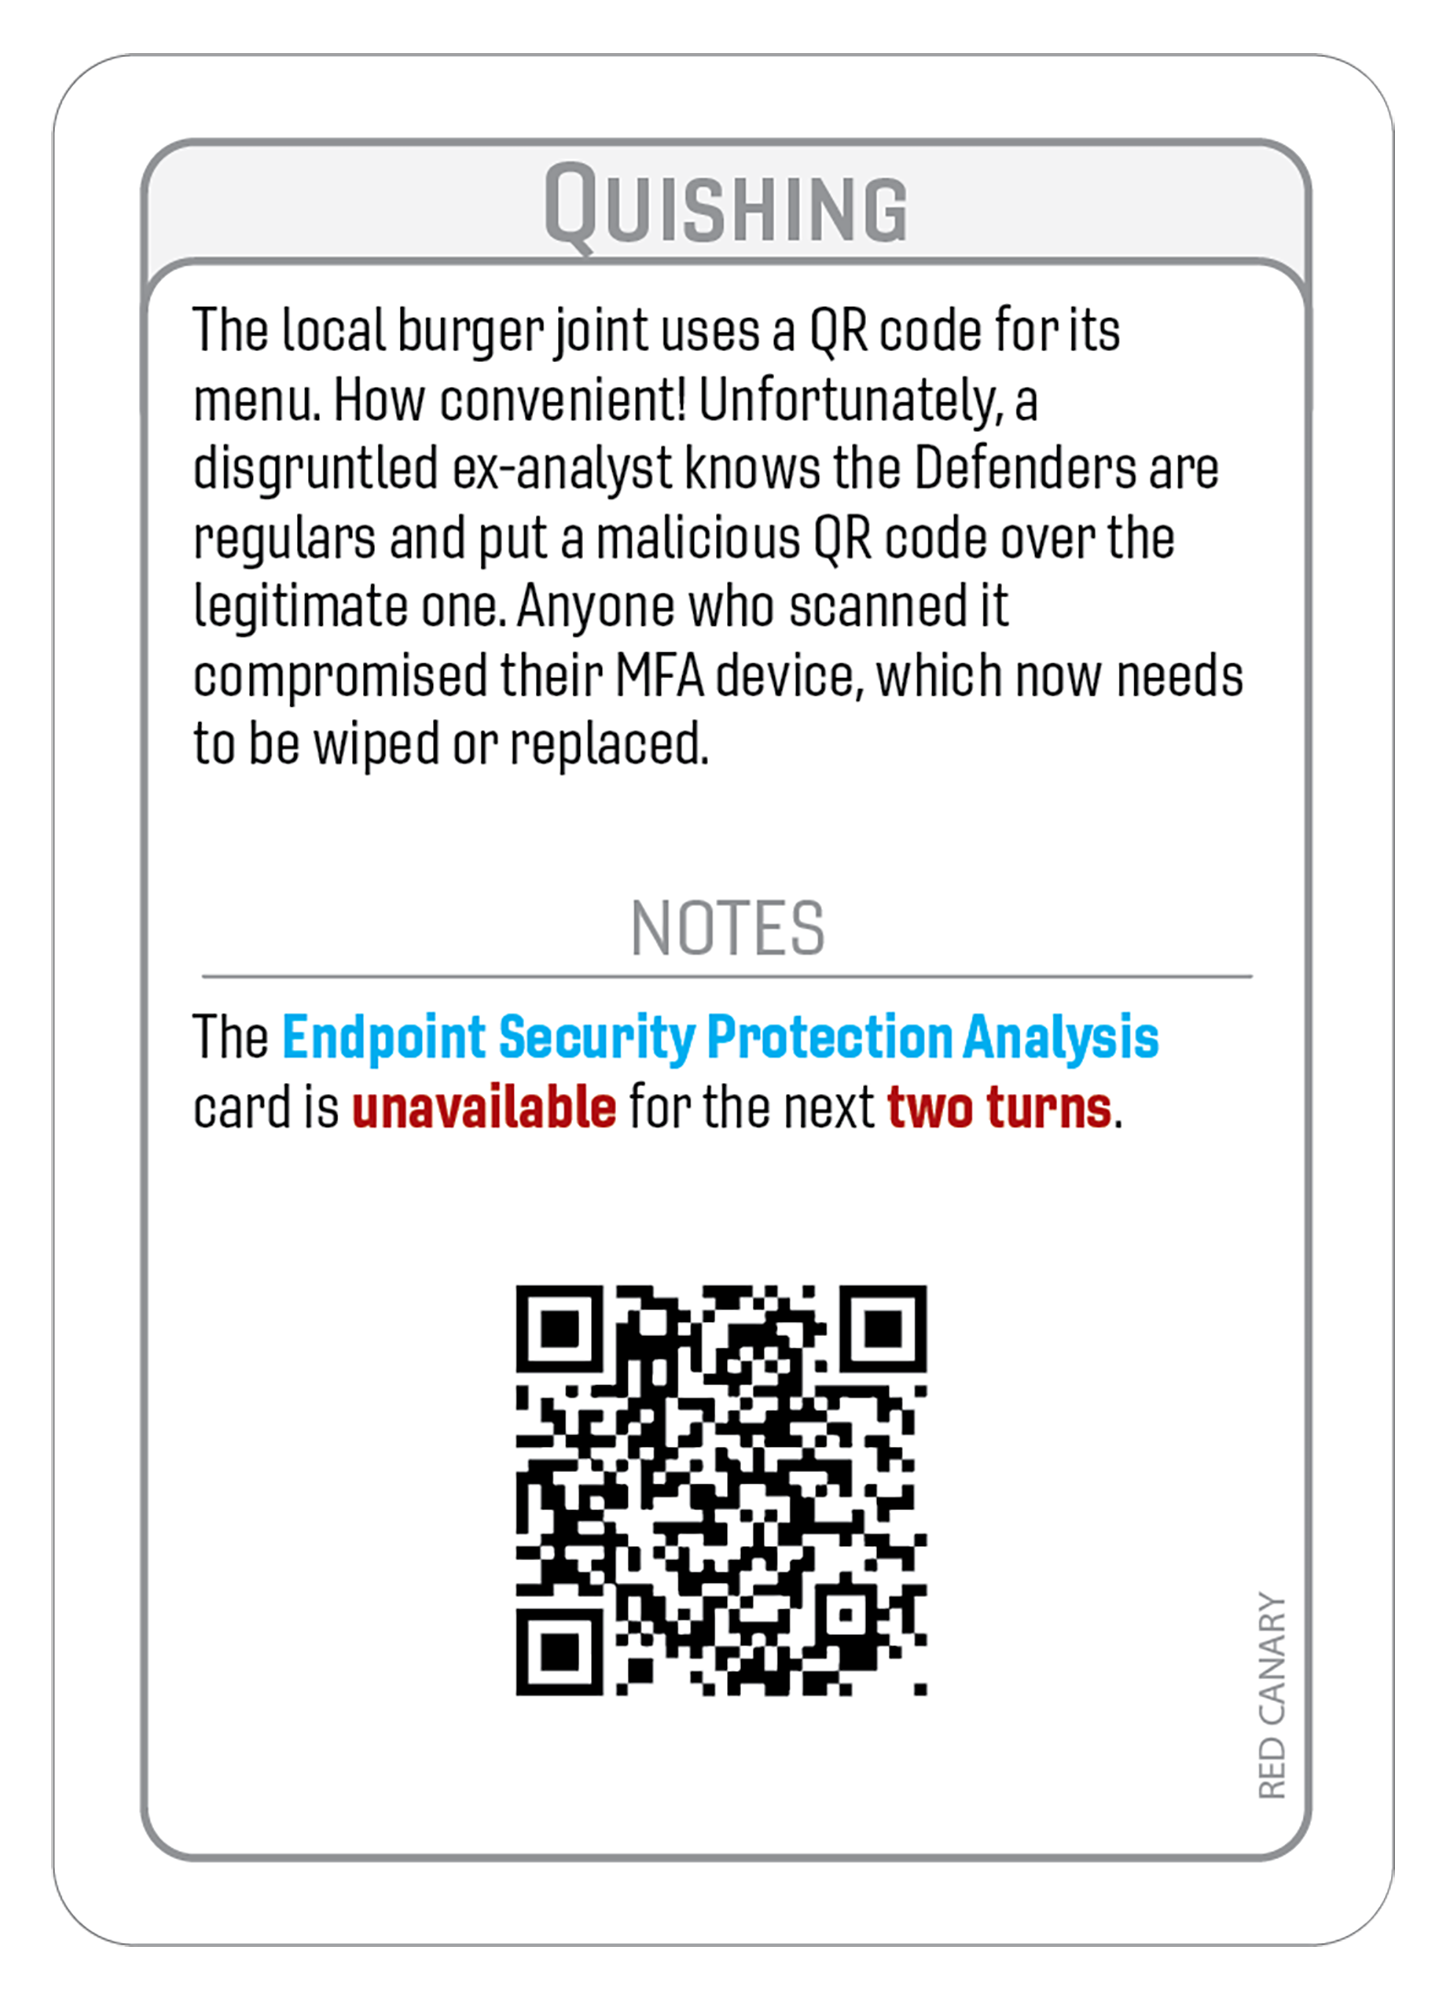 QUISHING
The local burger joint uses a QR code for its
menu. How convenient! Unfortunately, a
disgruntled ex-analyst knows the Defenders are
regulars and put a malicious QR code over the
legitimate one. Anyone who scanned it
compromised their MFA device, which now needs
to be wiped or replaced.
NOTES
The Endpoint Security Protection Analysis
card is unavailable for the next two turns.
RED CANARY